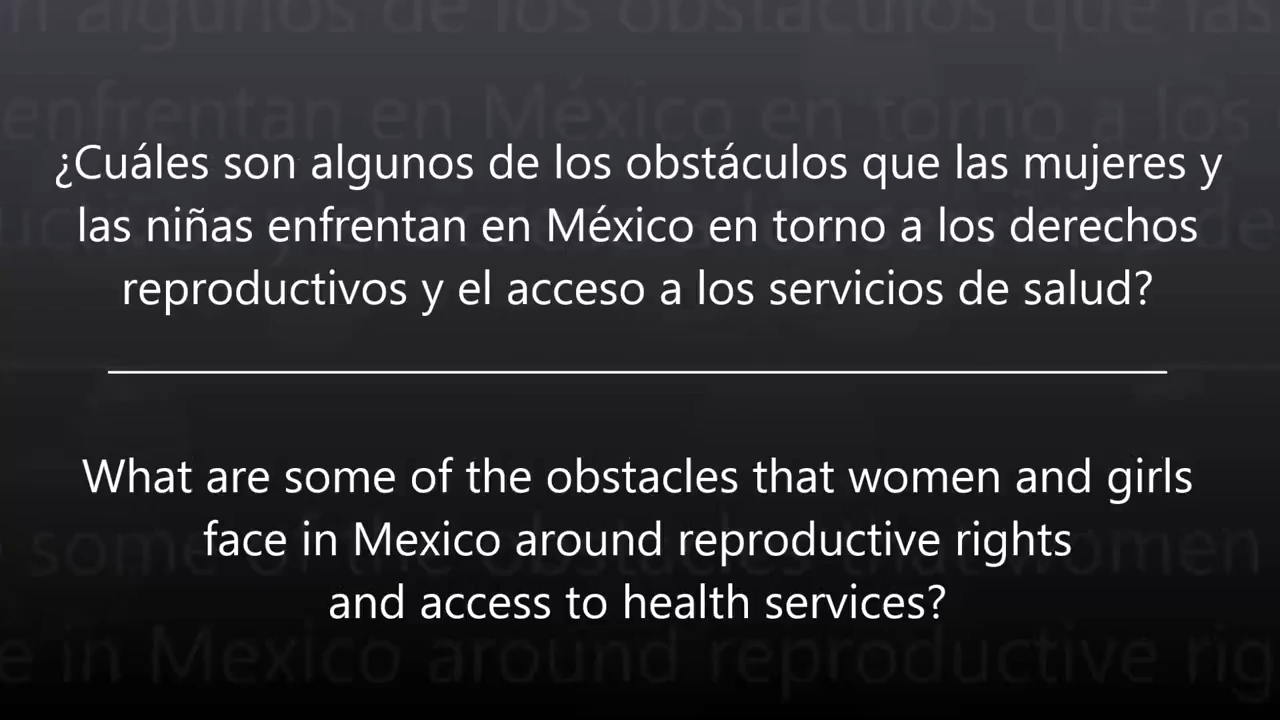 ¿Cuáles son algunos de los obstáculos que las mujeres y
las niñas enfrentan en México en torno a los derechos
reproductivos y el acceso a los servicios de salud?
What are some of the obstacles that women and girls
face in Mexico around reproductive rights
and access to health services?